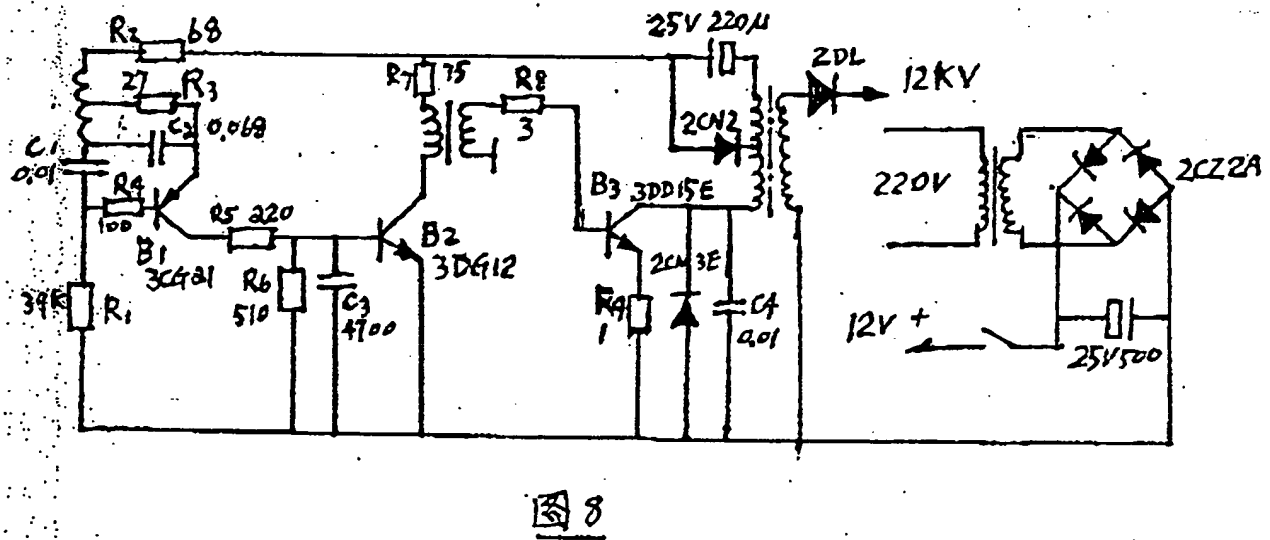 R2 68
27 R3
C2 0.068
C1
0.01
R4
100
B1
3CG21
39K R1
R5 220
R6
510
C3
4700
R7 75
B2
3DG12
R8
3
B3 3DD15E
R9
1
25V 220μ
2CN2
2CN3E
C4
0.01
2DL
12KV
220V
2CZ2A
12V +
25V500
图8